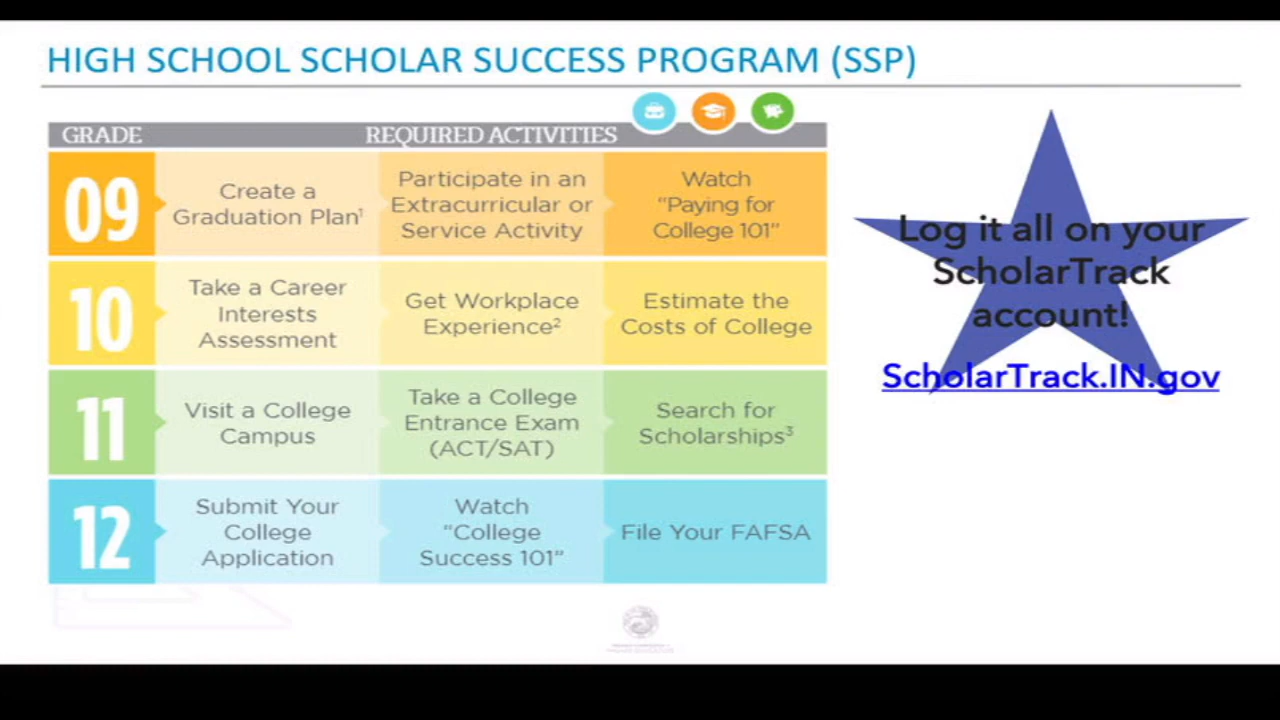 HIGH SCHOOL SCHOLAR SUCCESS PROGRAM (SSP)
GRADE
REQUIRED ACTIVITIES
09
Create a
Graduation Plan¹
Participate in an
Extracurricular or
Service Activity
Watch
“Paying for
College 101”
10
Take a Career
Interests
Assessment
Get Workplace
Experience²
Estimate the
Costs of College
11
Visit a College
Campus
Take a College
Entrance Exam
(ACT/SAT)
Search for
Scholarships³
12
Submit Your
College
Application
Watch
“College
Success 101”
File Your FAFSA
Log it all on your
ScholarTrack
account!
ScholarTrack.IN.gov